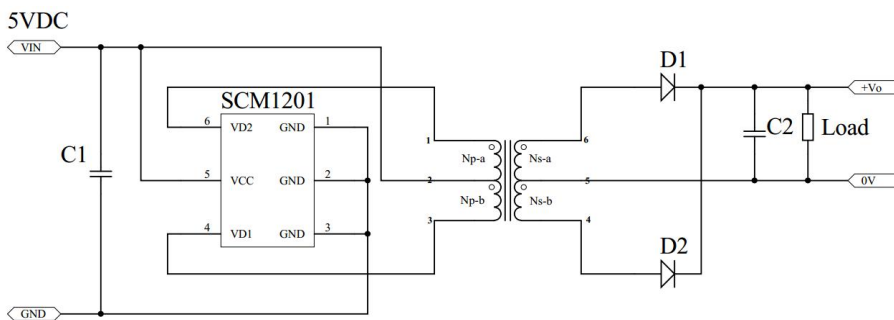 5VDC
VIN
C1
GND
SCM1201
6 VD2 GND 1
5 VCC GND 2
4 VD1 GND 3
1
2
3
Np-a
Np-b
Ns-a
Ns-b
6
5
4
D1
D2
C2
Load
+Vo
0V